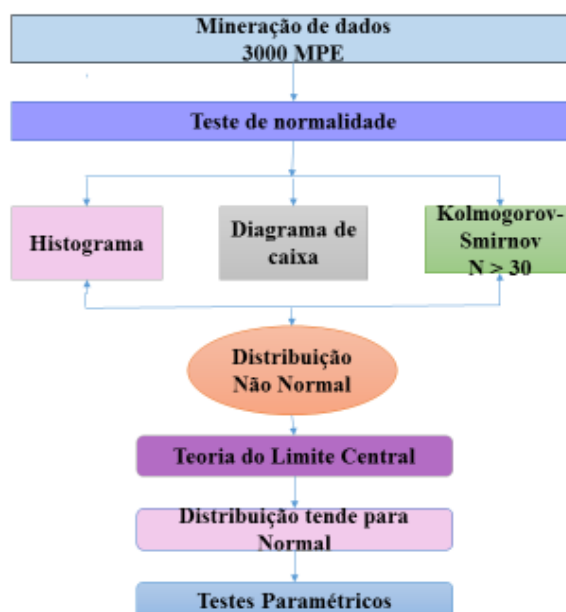 Mineração de dados
3000 MPE
Teste de normalidade
Histograma
Diagrama de
caixa
Kolmogorov-
Smirnov
N > 30
Distribuição
Não Normal
Teoria do Limite Central
Distribuição tende para
Normal
Testes Paramétricos